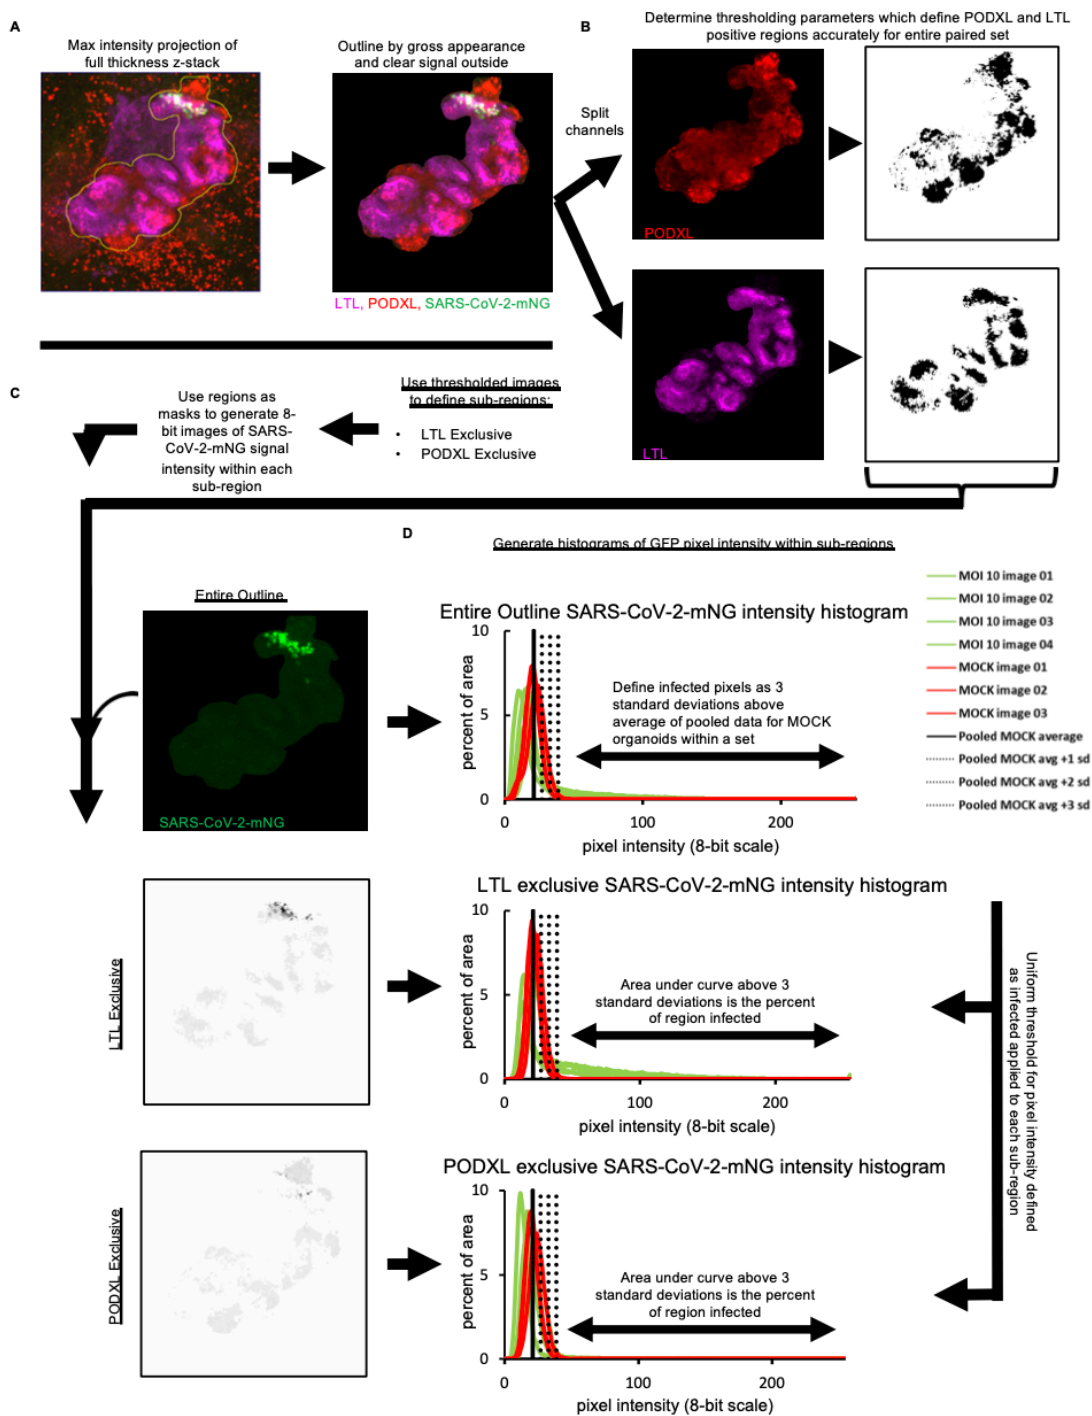 A
Max intensity projection of
full thickness z-stack
Outline by gross appearance
and clear signal outside
LTL, PODXL, SARS-CoV-2-mNG
B
Determine thresholding parameters which define PODXL and LTL
positive regions accurately for entire paired set
Split
channels
PODXL
LTL
C
Use regions as
masks to generate 8-
bit images of SARS-
CoV-2-mNG signal
intensity within each
sub-region
Use thresholded images
to define sub-regions:
• LTL Exclusive
• PODXL Exclusive
D
Generate histograms of GFP pixel intensity within sub-regions
Entire Outline
SARS-CoV-2-mNG
Entire Outline SARS-CoV-2-mNG intensity histogram
10
5
0
percent of area
Define infected pixels as 3
standard deviations above
average of pooled data for MOCK
organoids within a set
0 100 200
pixel intensity (8-bit scale)
MOI 10 image 01
MOI 10 image 02
MOI 10 image 03
MOI 10 image 04
MOCK image 01
MOCK image 02
MOCK image 03
Pooled MOCK average
Pooled MOCK avg +1 sd
Pooled MOCK avg +2 sd
Pooled MOCK avg +3 sd
LTL Exclusive
LTL exclusive SARS-CoV-2-mNG intensity histogram
10
5
0
percent of area
Area under curve above 3
standard deviations is the percent
of region infected
0 100 200
pixel intensity (8-bit scale)
PODXL Exclusive
PODXL exclusive SARS-CoV-2-mNG intensity histogram
10
5
0
percent of area
Area under curve above 3
standard deviations is the percent
of region infected
0 100 200
pixel intensity (8-bit scale)
Uniform threshold for pixel intensity defined
as infected applied to each sub-region